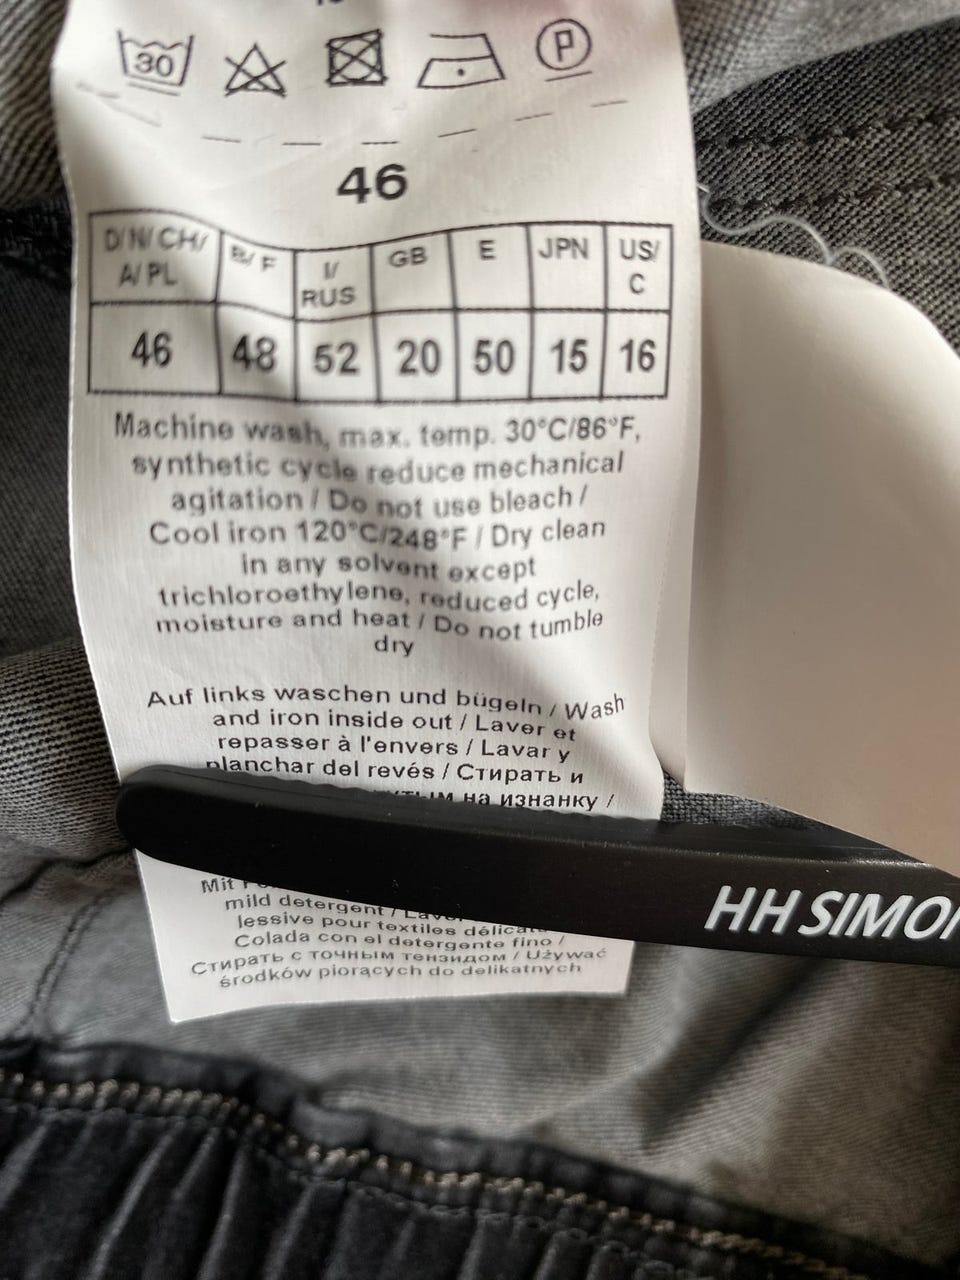 30
P
46
D/N/CH/
A/PL
B/F
I/
RUS
GB
E
JPN
US/
C
46
48
52
20
50
15
16
Machine wash, max. temp. 30°C/86°F,
synthetic cycle reduce mechanical
agitation / Do not use bleach /
Cool iron 120°C/248°F / Dry clean
in any solvent except
trichloroethylene, reduced cycle,
moisture and heat / Do not tumble
dry
Auf links waschen und bügeln / Wash
and iron inside out / Laver et
repasser à l'envers / Lavar y
planchar del revés / Стирать и
на изнанку /
Mit
mild detergent /
lessive pour textiles
Colada con el detergente fino /
Стирать с точным тензидом / Używać
środków piorących do delikatnych
HH SIMO